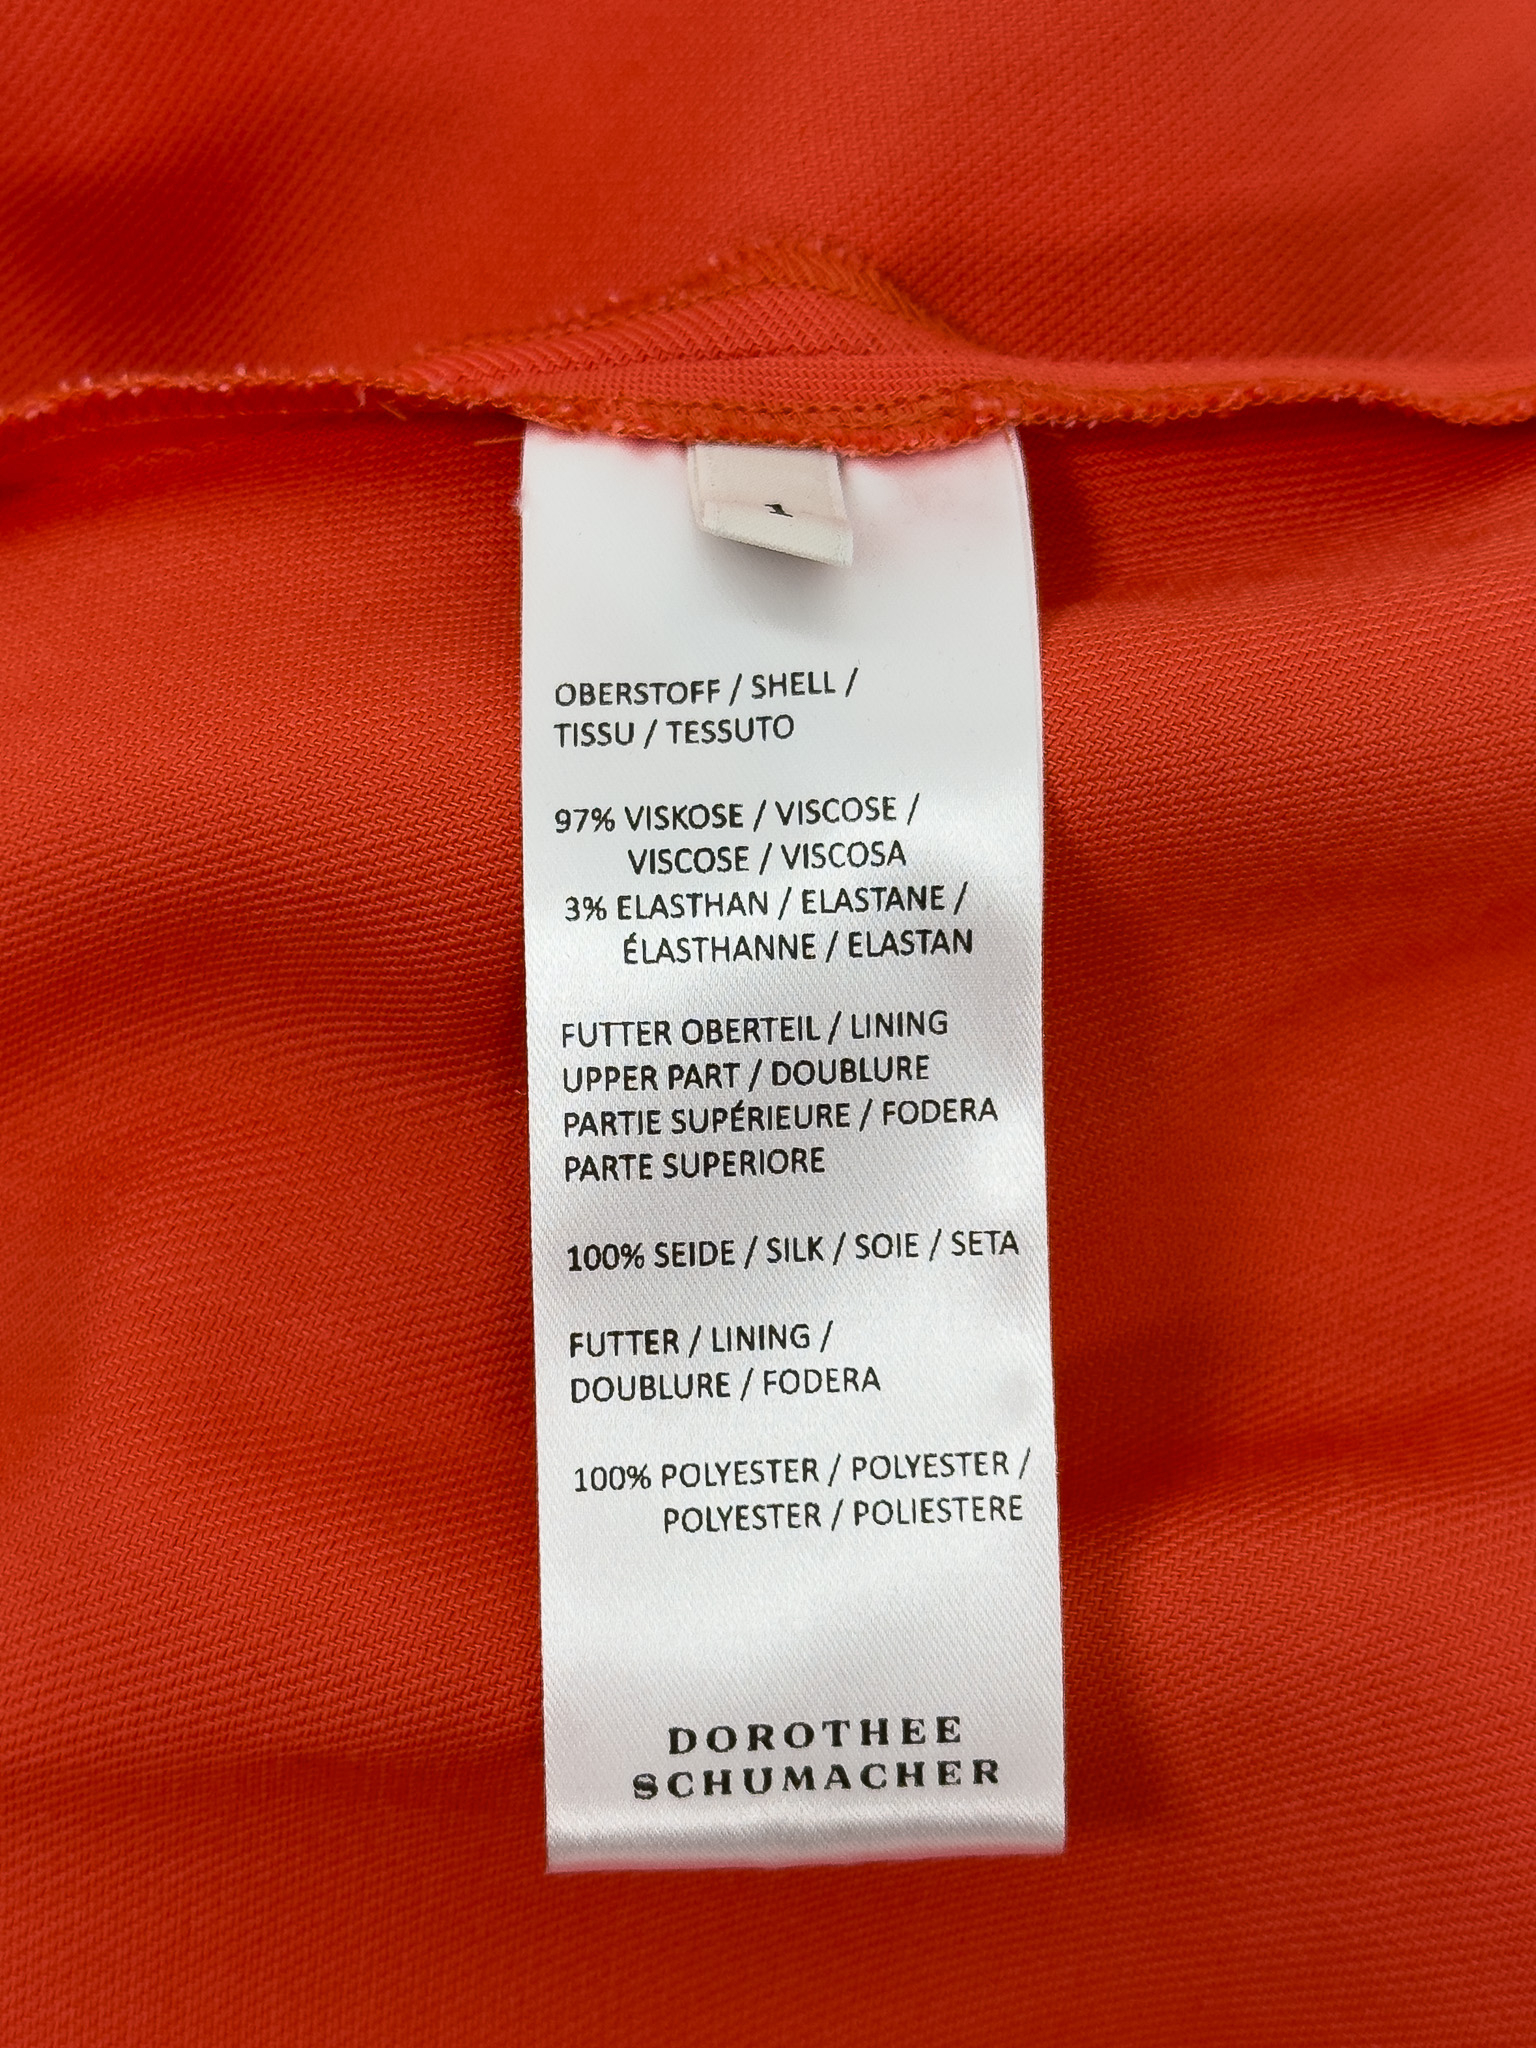 1
OBERSTOFF / SHELL /
TISSU / TESSUTO
97% VISKOSE / VISCOSE /
VISCOSE / VISCOSA
3% ELASTHAN / ELASTANE /
ÉLASTHANNE / ELASTAN
FUTTER OBERTEIL / LINING
UPPER PART / DOUBLURE
PARTIE SUPÉRIEURE / FODERA
PARTE SUPERIORE
100% SEIDE / SILK / SOIE / SETA
FUTTER / LINING /
DOUBLURE / FODERA
100% POLYESTER / POLYESTER /
POLYESTER / POLIESTERE
DOROTHEE
SCHUMACHER